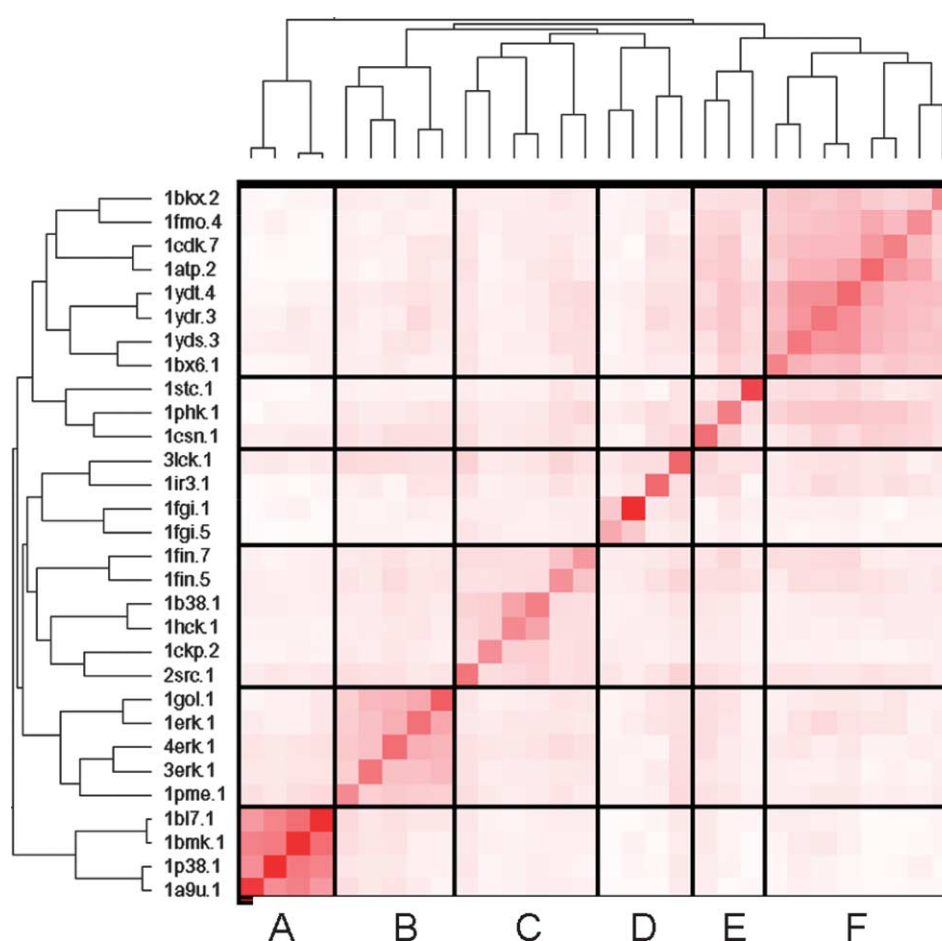 1bkx.2
1fmo.4
1cdk.7
1atp.2
1ydt.4
1ydr.3
1yds.3
1bx6.1
1stc.1
1phk.1
1csn.1
3lck.1
1ir3.1
1fgi.1
1fgi.5
1fin.7
1fin.5
1b38.1
1hck.1
1ckp.2
2src.1
1gol.1
1erk.1
4erk.1
3erk.1
1pme.1
1bl7.1
1bmk.1
1p38.1
1a9u.1
A B C D E F